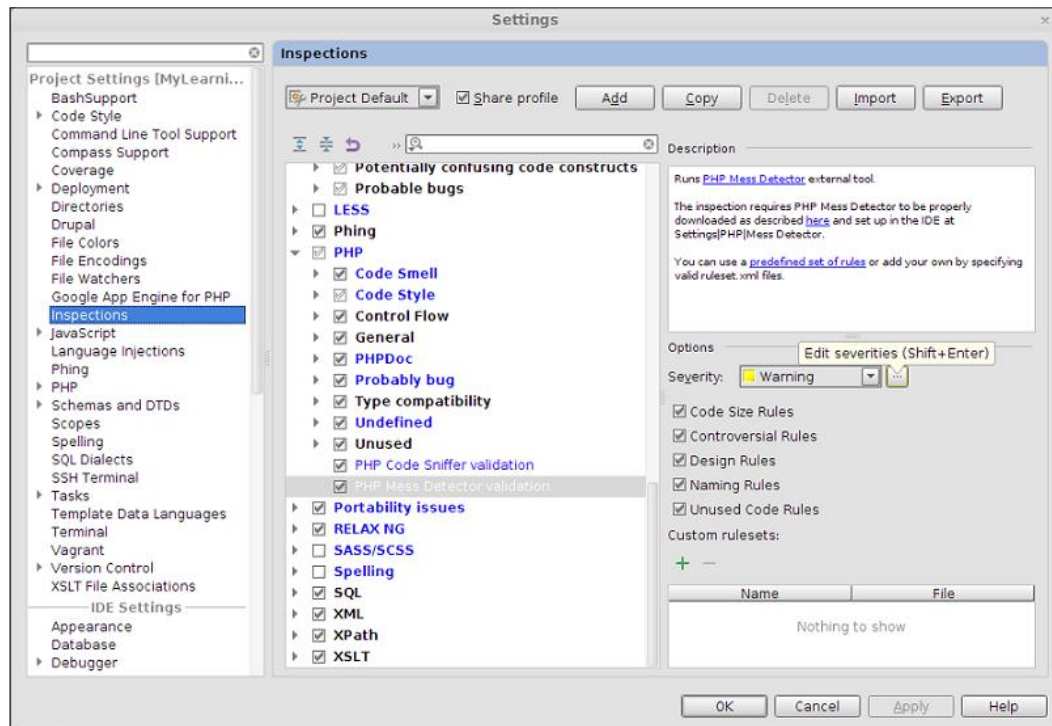 Settings
Inspections
Project Settings [MyLearni...
BashSupport
Code Style
Command Line Tool Support
Compass Support
Coverage
Deployment
Directories
Drupal
File Colors
File Encodings
File Watchers
Google App Engine for PHP
Inspections
JavaScript
Language Injections
Phing
PHP
Schemas and DTDs
Scopes
Spelling
SQL Dialects
SSH Terminal
Tasks
Template Data Languages
Terminal
Vagrant
Version Control
XSLT File Associations
IDE Settings
Appearance
Database
Debugger
Project Default Share profile Add Copy Delete Import Export
Potentially confusing code constructs
Probable bugs
LESS
Phing
PHP
Code Smell
Code Style
Control Flow
General
PHPDoc
Probably bug
Type compatibility
Undefined
Unused
PHP Code Sniffer validation
PHP Mess Detector validation
Portability issues
RELAX NG
SASS/SCSS
Spelling
SQL
XML
XPath
XSLT
Description
Runs PHP Mess Detector external tool.
The inspection requires PHP Mess Detector to be properly
downloaded as described here and set up in the IDE at
Settings|PHP|Mess Detector.
You can use a predefined set of rules or add your own by specifying
valid ruleset.xml files.
Options
Edit severities (Shift+Enter)
Severity: Warning ...
Code Size Rules
Controversial Rules
Design Rules
Naming Rules
Unused Code Rules
Custom rulesets:
Name File
Nothing to show
OK Cancel Apply Help